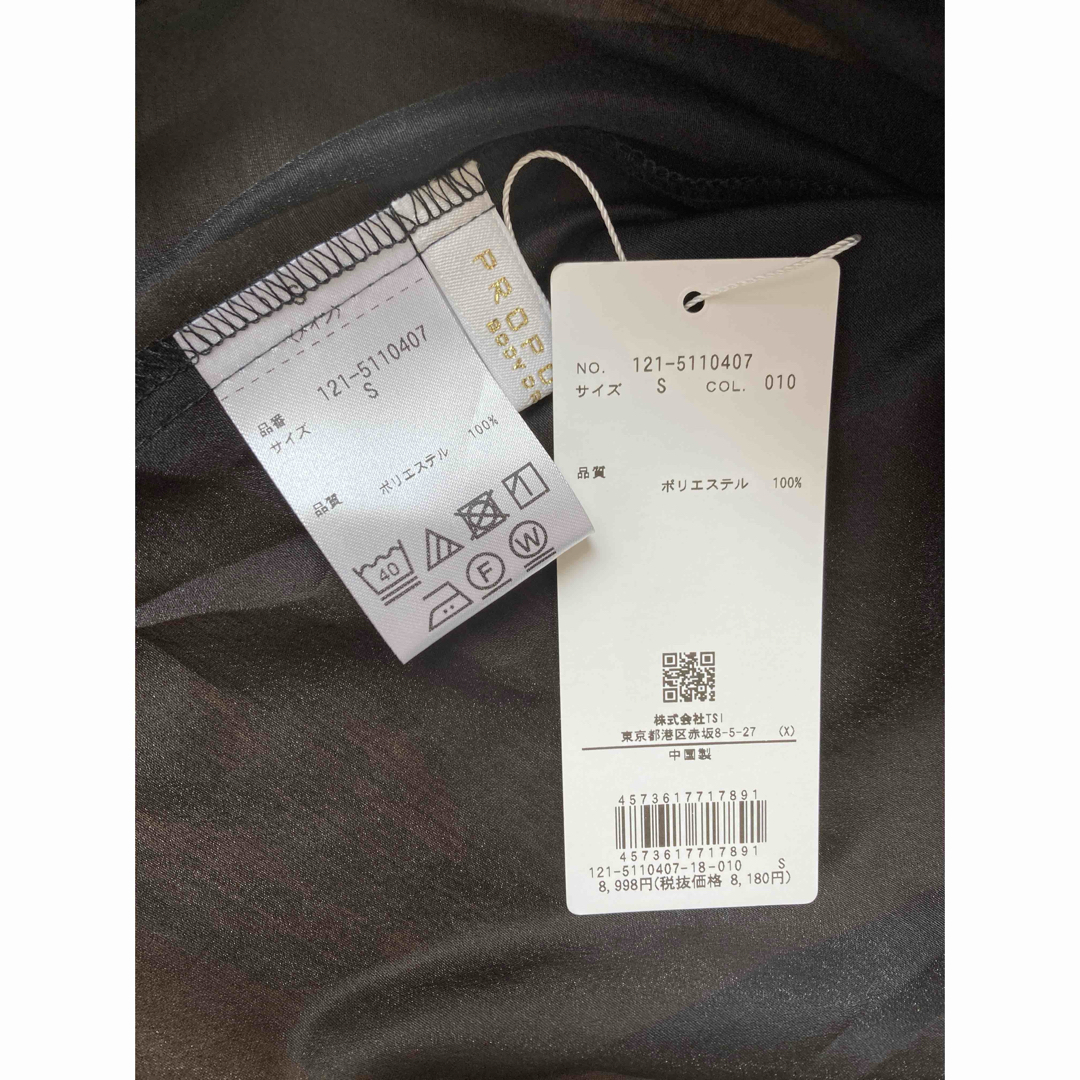 (メイン)
品番 121-5110407
サイズ S
品質 ポリエステル 100%
40
F W
NO. 121-5110407
サイズ S COL. 010
品質
ポリエステル 100%
株式会社TSI
東京都港区赤坂8-5-27 (X)
中国製
4573617717891
4573617717891
121-5110407-18-010 S
8,998円(税抜価格 8,180円)